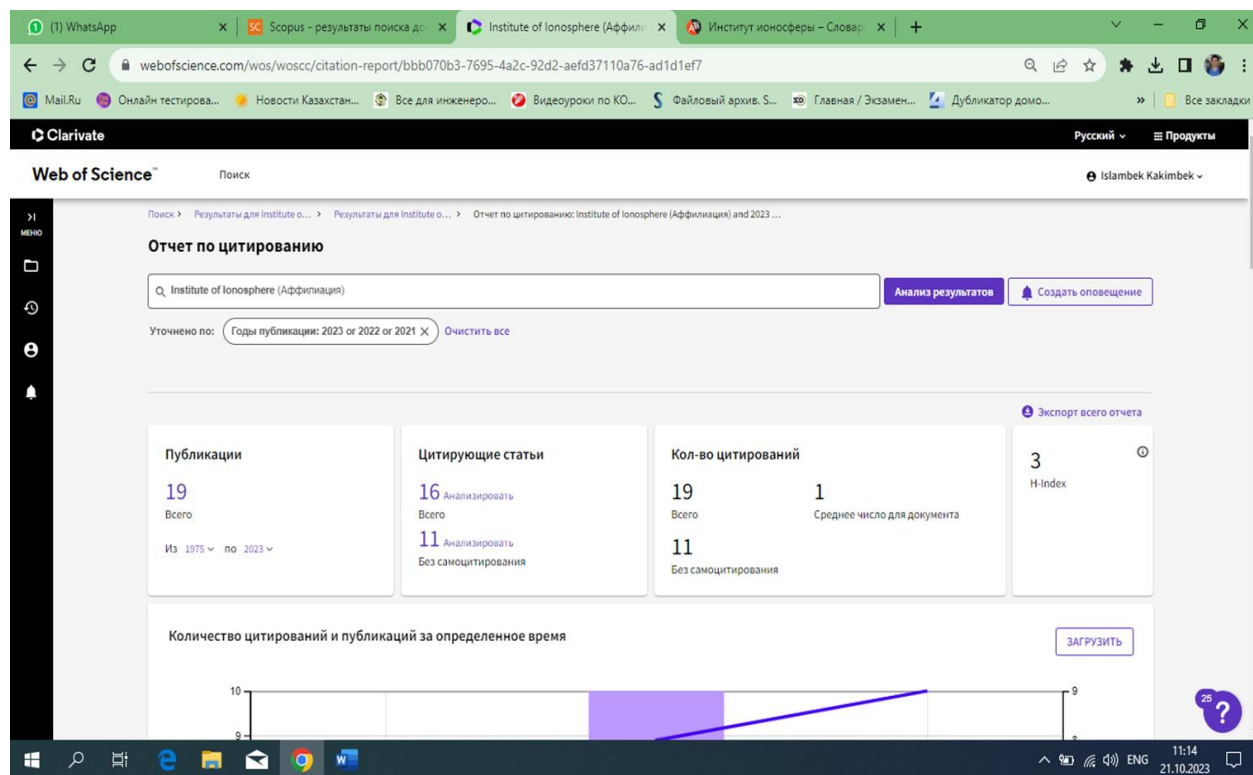 (1) WhatsApp
Scopus - результаты поиска до
Institute of Ionosphere (Аффили
Институт ионосферы – Словар
webofscience.com/wos/woscc/citation-report/bbb070b3-7695-4a2c-92d2-aefd37110a76-ad1d1ef7
Mail.Ru Онлайн тестирова... Новости Казахстан... Все для инженеро... Видеоуроки по КО... Файловый архив. S... Главная / Экзамен... Дубликатор домо... » Все закладки
Clarivate Русский Продукты
Web of Science™ Поиск Islambek Kakimbek
МЕНЮ
Поиск > Результаты для Institute o... > Результаты для Institute o... > Отчет по цитированию: Institute of Ionosphere (Аффилиация) and 2023 ...
Отчет по цитированию
Institute of Ionosphere (Аффилиация)
Анализ результатов
Создать оповещение
Уточнено по: Годы публикации: 2023 or 2022 or 2021 Очистить все
Экспорт всего отчета
Публикации
19
Всего
Из 1975 по 2023
Цитирующие статьи
16 Анализировать
Всего
11 Анализировать
Без самоцитирования
Кол-во цитирований
19
Всего
1
Среднее число для документа
11
Без самоцитирования
3
H-Index
Количество цитирований и публикаций за определенное время
ЗАГРУЗИТЬ
10
9
9
25
?
ENG
11:14
21.10.2023